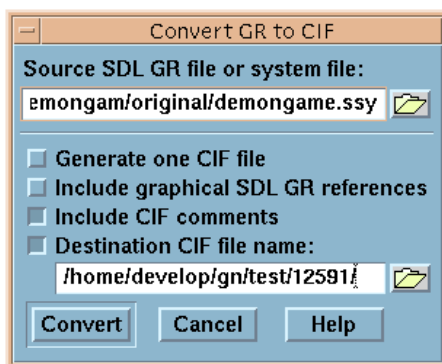 Convert GR to CIF
Source SDL GR file or system file:
emongam/original/demongame.ssy
Generate one CIF file
Include graphical SDL GR references
Include CIF comments
Destination CIF file name:
/home/develop/gn/test/12591/
Convert Cancel Help